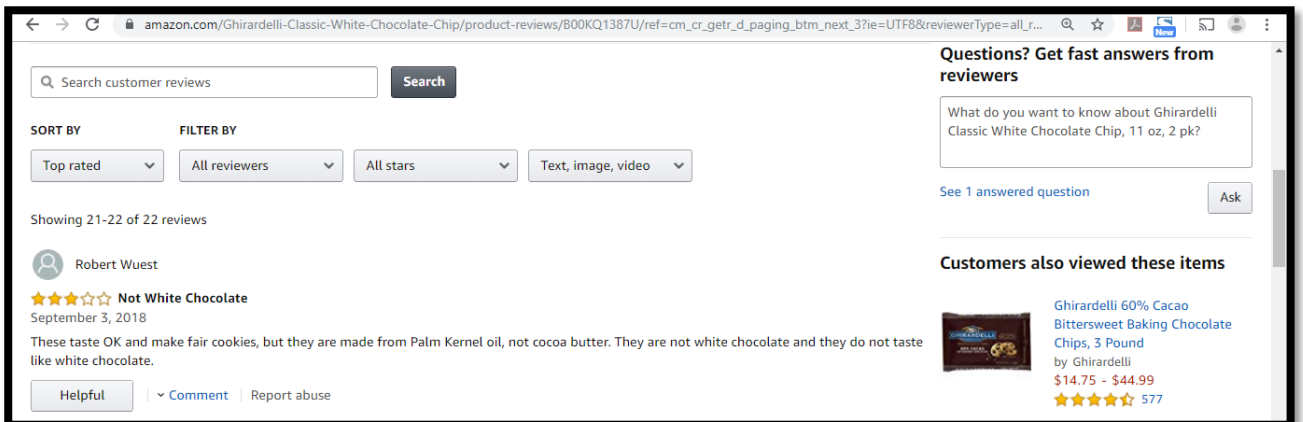 amazon.com/Ghirardelli-Classic-White-Chocolate-Chip/product-reviews/B00KQ1387U/ref=cm_cr_getr_d_paging_btm_next_3?ie=UTF8&reviewerType=all_r...
New
Search customer reviews
Search
SORT BY
FILTER BY
Top rated
All reviewers
All stars
Text, image, video
Showing 21-22 of 22 reviews
Robert Wuest
Not White Chocolate
September 3, 2018
These taste OK and make fair cookies, but they are made from Palm Kernel oil, not cocoa butter. They are not white chocolate and they do not taste
like white chocolate.
Helpful
Comment
Report abuse
Questions? Get fast answers from
reviewers
What do you want to know about Ghirardelli
Classic White Chocolate Chip, 11 oz, 2 pk?
See 1 answered question
Ask
Customers also viewed these items
GHIRARDELLI
Ghirardelli 60% Cacao
Bittersweet Baking Chocolate
Chips, 3 Pound
by Ghirardelli
$14.75 - $44.99
577